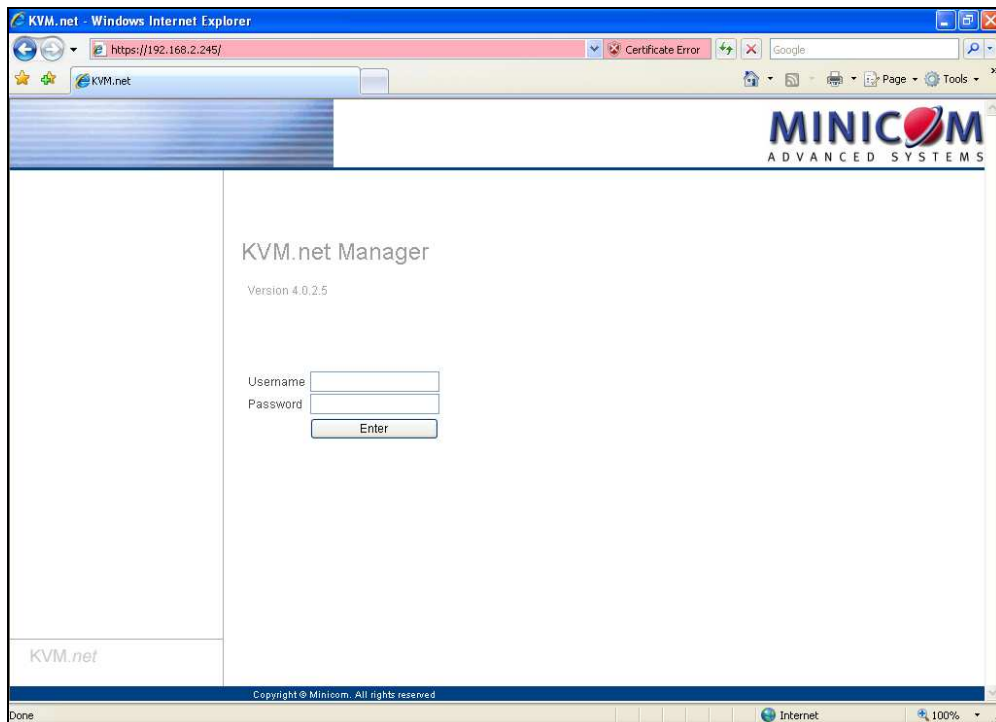 KVM.net - Windows Internet Explorer
https://192.168.2.245/
Certificate Error
Google
KVM.net
Page
Tools
MINICOM
ADVANCED SYSTEMS
KVM.net Manager
Version 4.0.2.5
Username
Password
Enter
KVM.net
Copyright © Minicom. All rights reserved
Done
Internet
100%